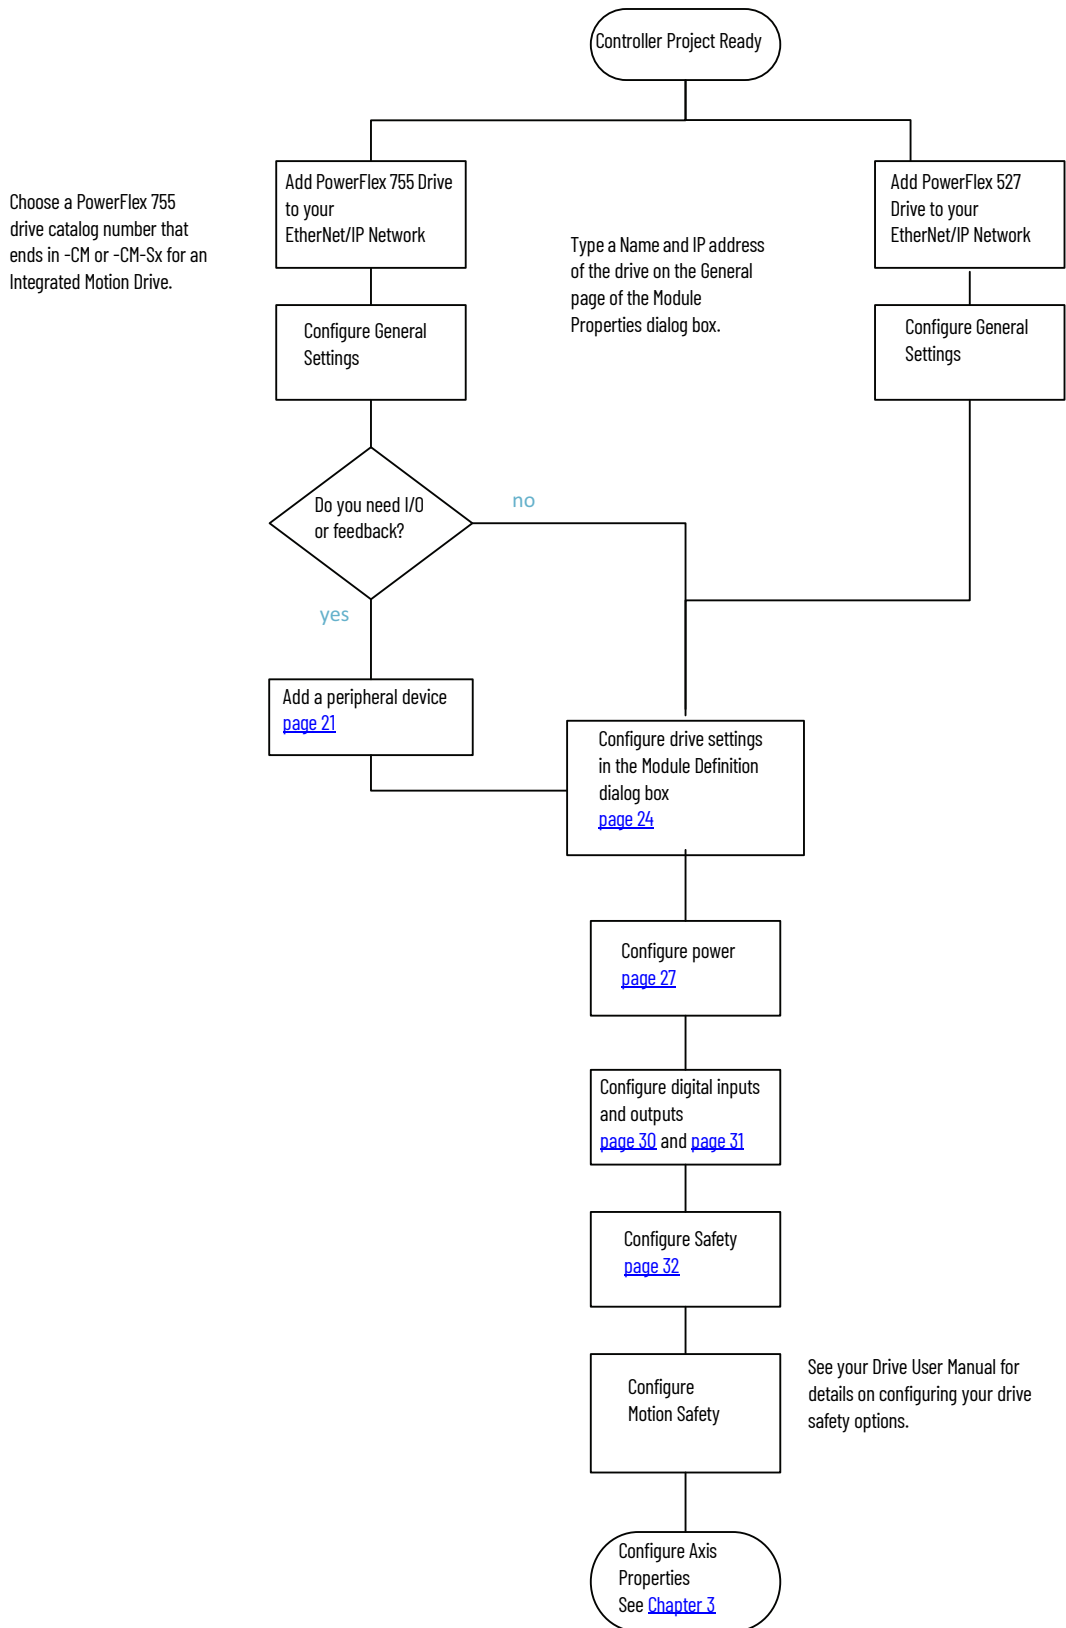 Controller Project Ready
Choose a PowerFlex 755
drive catalog number that
ends in -CM or -CM-Sx for an
Integrated Motion Drive.
Add PowerFlex 755 Drive
to your
EtherNet/IP Network
Type a Name and IP address
of the drive on the General
page of the Module
Properties dialog box.
Add PowerFlex 527
Drive to your
EtherNet/IP Network
Configure General
Settings
Configure General
Settings
Do you need I/O
or feedback?
no
yes
Add a peripheral device
page 21
Configure drive settings
in the Module Definition
dialog box
page 24
Configure power
page 27
Configure digital inputs
and outputs
page 30 and page 31
Configure Safety
page 32
Configure
Motion Safety
See your Drive User Manual for
details on configuring your drive
safety options.
Configure Axis
Properties
See Chapter 3